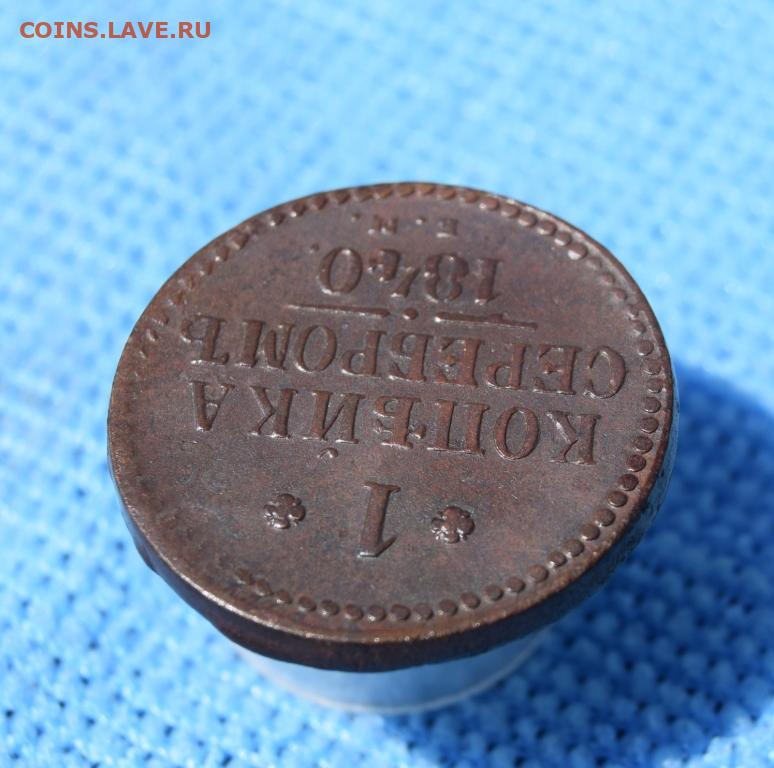 COINS.LAVE.RU
* 1 *
КОПѢЙКА
СЕРЕБРОМЪ
1840.
Е. М.